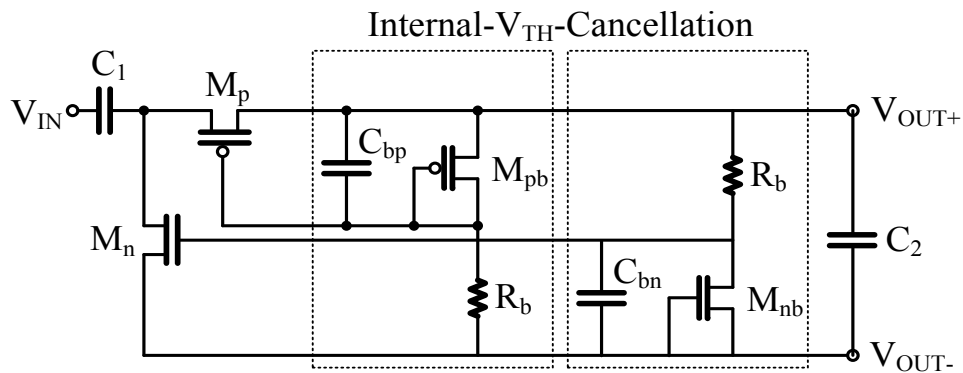 Internal-V_TH-Cancellation
C_1
M_p
V_IN
V_OUT+
C_bp
M_pb
R_b
M_n
C_2
C_bn
R_b
M_nb
V_OUT-